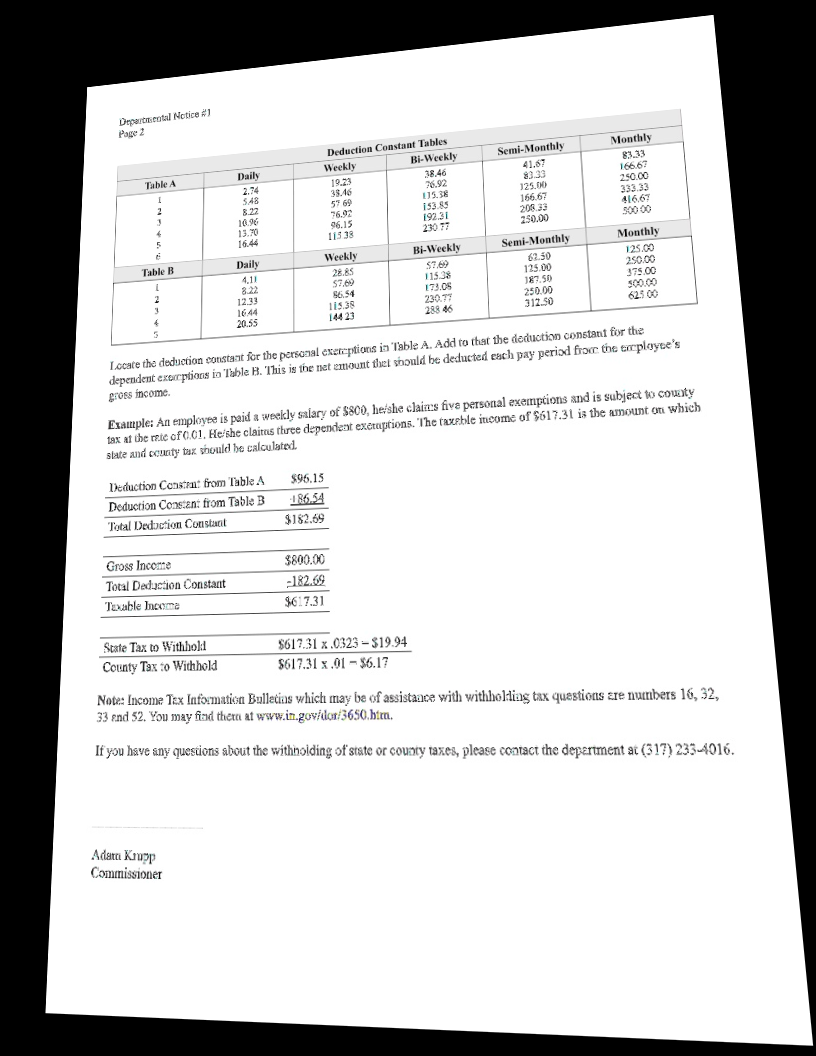 Departmental Notice #1
Page 2
Deduction Constant Tables
Table A Daily Weekly Bi-Weekly Semi-Monthly Monthly
1 2.74 19.23 38.46 41.67 83.33
2 5.48 38.46 76.92 83.33 166.67
3 8.22 57.69 115.38 125.00 250.00
4 10.96 76.92 153.85 166.67 333.33
5 13.70 96.15 192.31 208.33 416.67
6 16.44 115.38 230.77 250.00 500.00
Table B Daily Weekly Bi-Weekly Semi-Monthly Monthly
1 4.11 28.85 57.69 62.50 125.00
2 8.22 57.69 115.38 125.00 250.00
3 12.33 86.54 173.08 187.50 375.00
4 16.44 115.38 230.77 250.00 500.00
5 20.55 144.23 288.46 312.50 625.00
Locate the deduction constant for the personal exemptions in Table A. Add to that the deduction constant for the
dependent exemptions in Table B. This is the net amount that should be deducted each pay period from the employee's
gross income.
Example: An employee is paid a weekly salary of $800, he/she claims five personal exemptions and is subject to county
tax at the rate of 0.01. He/she claims three dependent exemptions. The taxable income of $617.31 is the amount on which
state and county tax should be calculated.
Deduction Constant from Table A $96.15
Deduction Constant from Table B +86.54
Total Deduction Constant $182.69
Gross Income $800.00
Total Deduction Constant -182.69
Taxable Income $617.31
State Tax to Withhold $617.31 x .0323 = $19.94
County Tax to Withhold $617.31 x .01 = $6.17
Note: Income Tax Information Bulletins which may be of assistance with withholding tax questions are numbers 16, 32,
33 and 52. You may find them at www.in.gov/dor/3650.htm.
If you have any questions about the withholding of state or county taxes, please contact the department at (317) 233-4016.
Adam Krupp
Commissioner